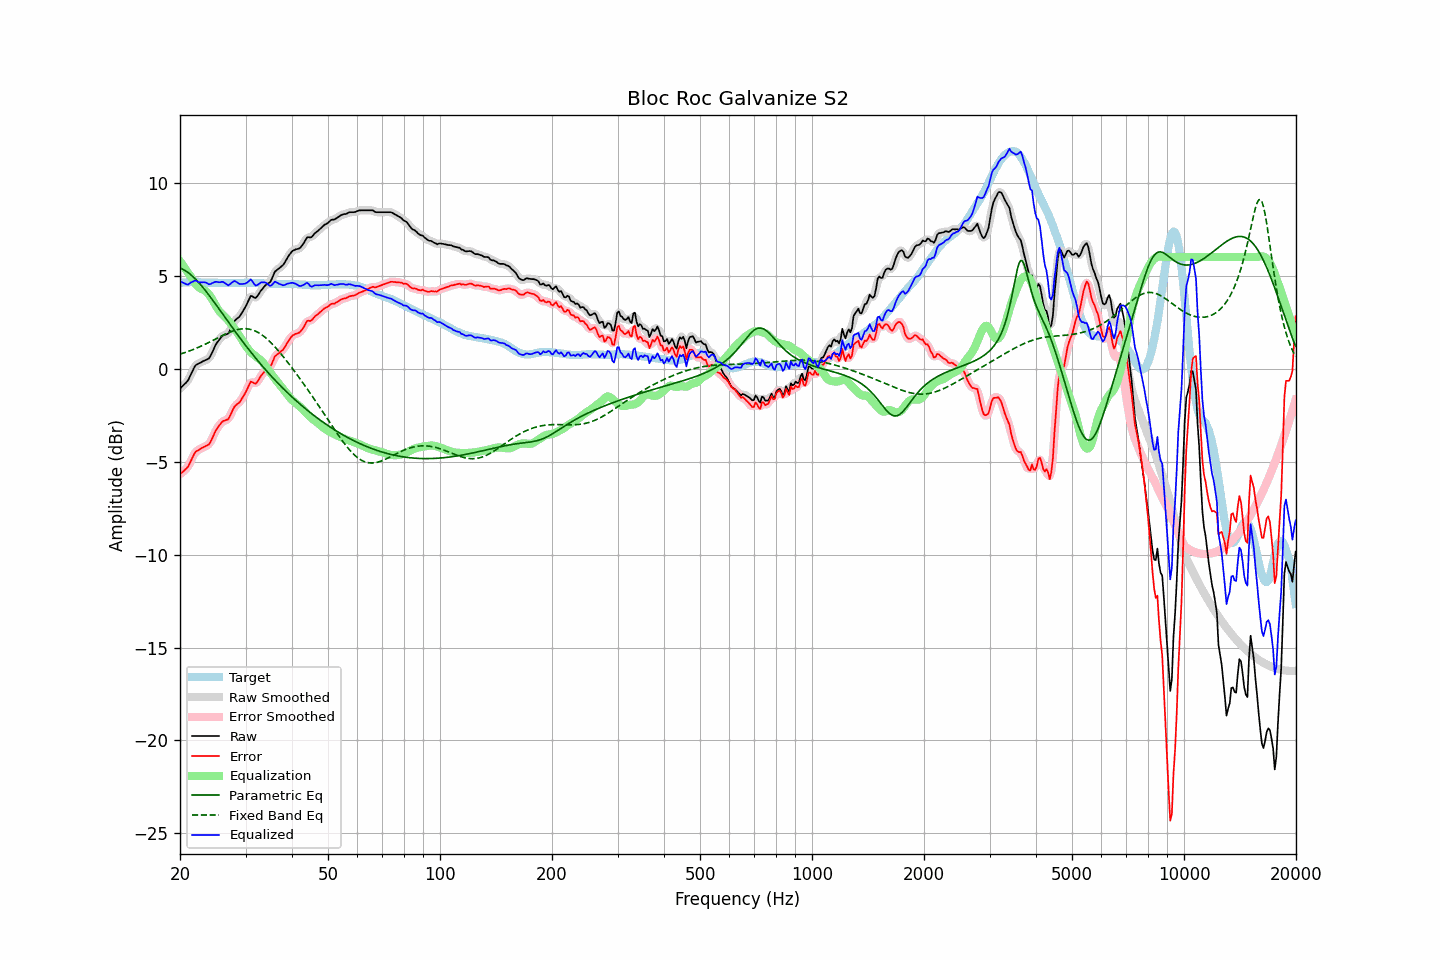 Bloc Roc Galvanize S2
Amplitude (dBr)
10
5
0
−5
−10
−15
−20
−25
Target
Raw Smoothed
Error Smoothed
Raw
Error
Equalization
Parametric Eq
Fixed Band Eq
Equalized
20 50 100 200 500 1000 2000 5000 10000 20000
Frequency (Hz)